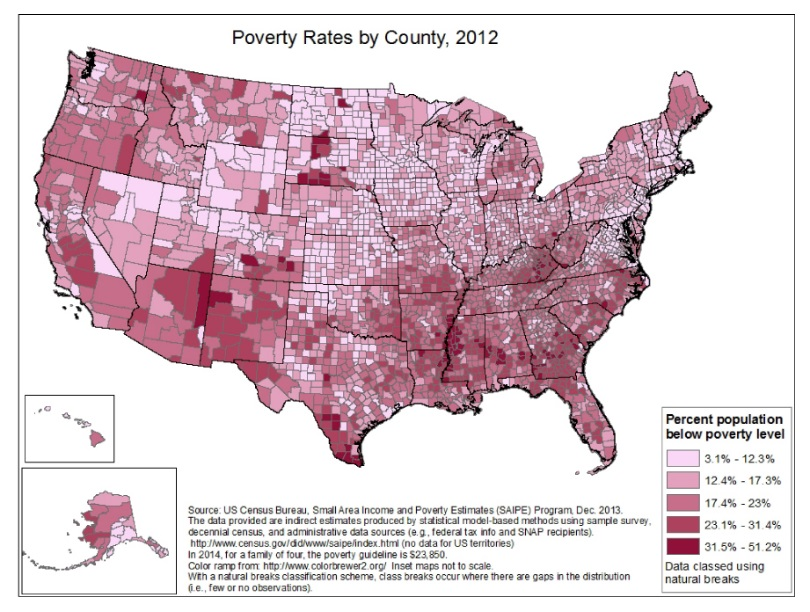 Poverty Rates by County, 2012
Percent population
below poverty level
3.1% - 12.3%
12.4% - 17.3%
17.4% - 23%
23.1% - 31.4%
31.5% - 51.2%
Data classed using
natural breaks
Source: US Census Bureau, Small Area Income and Poverty Estimates (SAIPE) Program, Dec. 2013.
The data provided are indirect estimates produced by statistical model-based methods using sample survey,
decennial census, and administrative data sources (e.g., federal tax info and SNAP recipients).
http://www.census.gov/did/www/saipe/index.html (no data for US territories)
In 2014, for a family of four, the poverty guideline is $23,850.
Color ramp from: http://www.colorbrewer2.org/ Inset maps not to scale.
With a natural breaks classification scheme, class breaks occur where there are gaps in the distribution
(i.e., few or no observations).